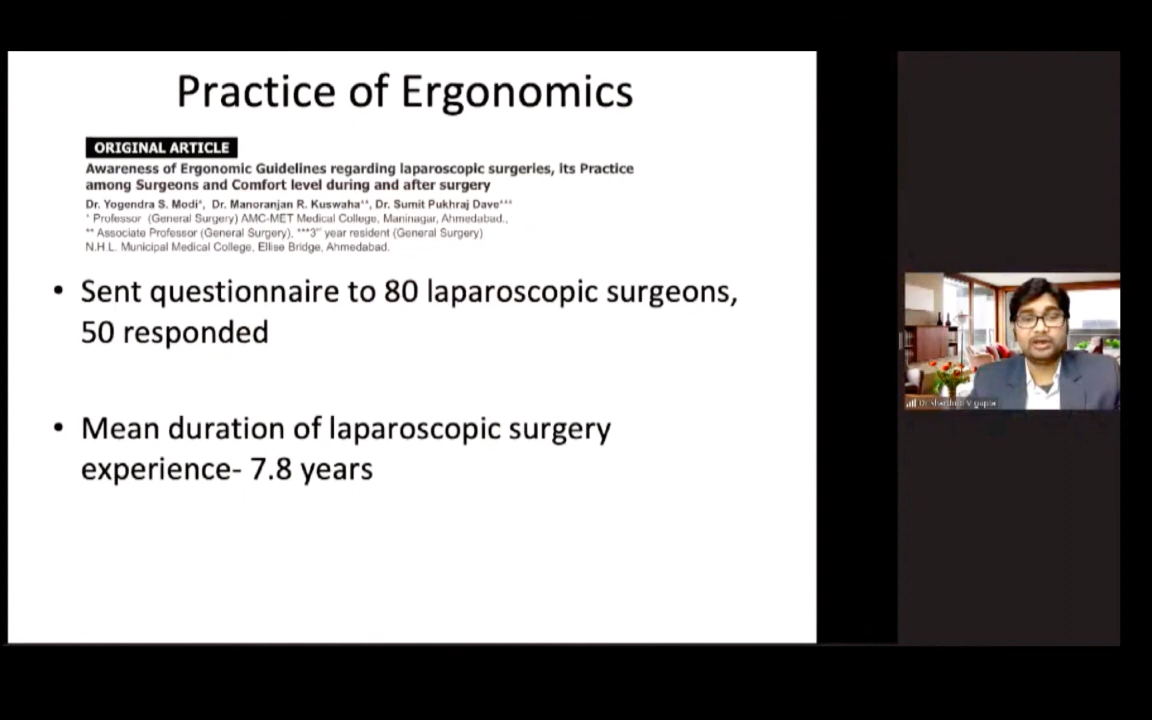 Practice of Ergonomics
ORIGINAL ARTICLE
Awareness of Ergonomic Guidelines regarding laparoscopic surgeries, its Practice
among Surgeons and Comfort level during and after surgery
Dr. Yogendra S. Modi*, Dr. Manoranjan R. Kuswaha**, Dr. Sumit Pukhraj Dave***
* Professor (General Surgery) AMC-MET Medical College, Maninagar, Ahmedabad.,
** Associate Professor (General Surgery), ***3rd year resident (General Surgery)
N.H.L. Municipal Medical College, Ellise Bridge, Ahmedabad.
• Sent questionnaire to 80 laparoscopic surgeons,
50 responded
• Mean duration of laparoscopic surgery
experience- 7.8 years
Dr V gupta